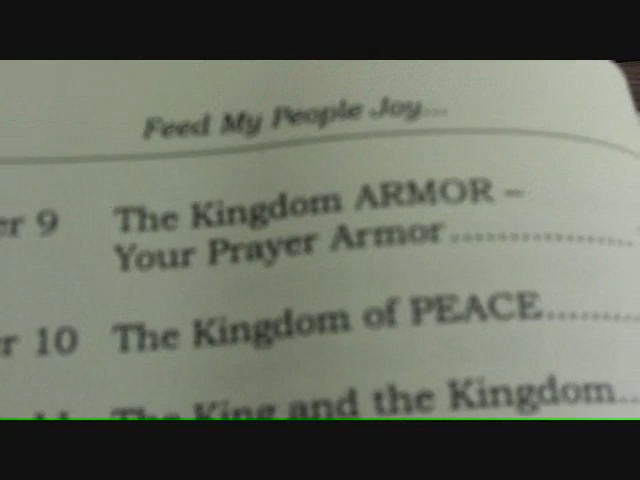 Feed My People Joy...
er 9 The Kingdom ARMOR –
Your Prayer Armor ....................
r 10 The Kingdom of PEACE..........
11 The King and the Kingdom...